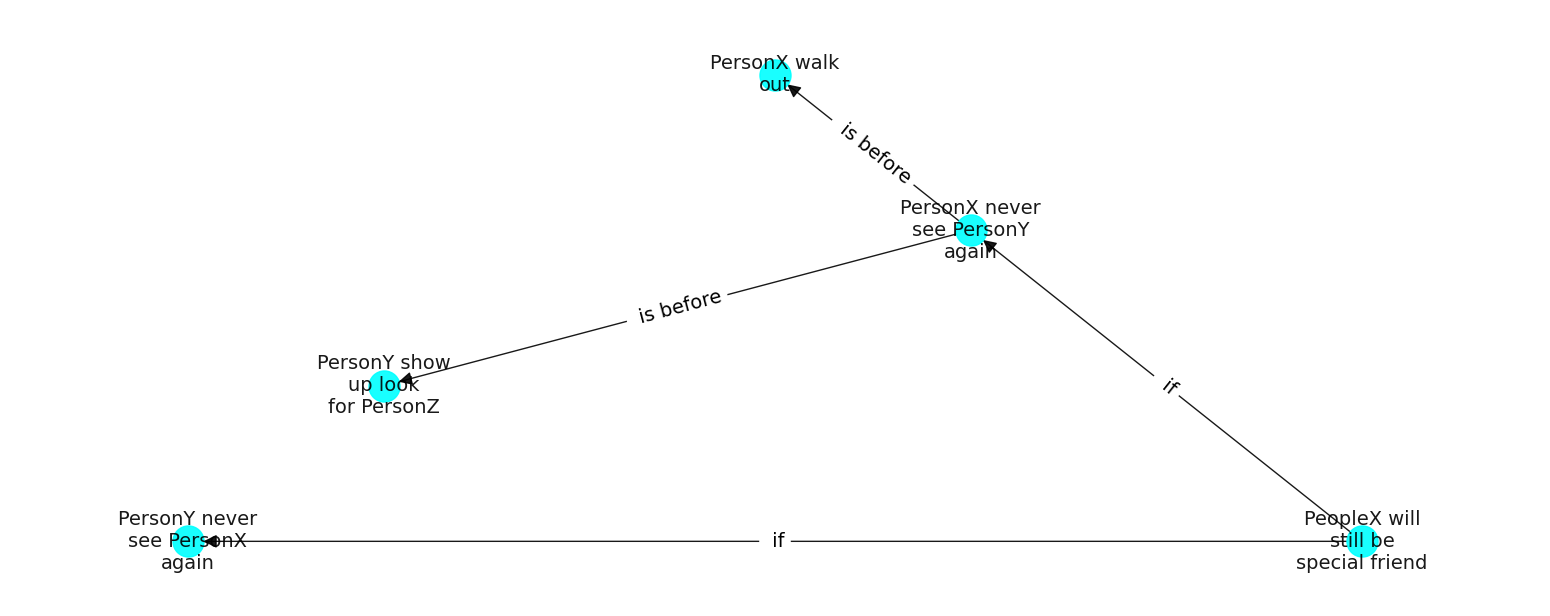 PersonX walk
out
is before
PersonX never
see PersonY
again
is before
PersonY show
up look
for PersonZ
if
PersonY never
see PersonX
again
if
PeopleX will
still be
special friend